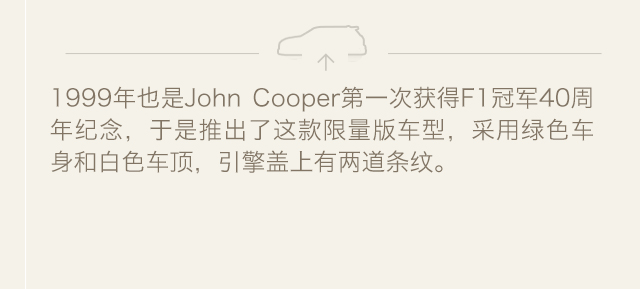 1999年也是John Cooper第一次获得F1冠军40周
年纪念，于是推出了这款限量版车型，采用绿色车
身和白色车顶，引擎盖上有两道条纹。